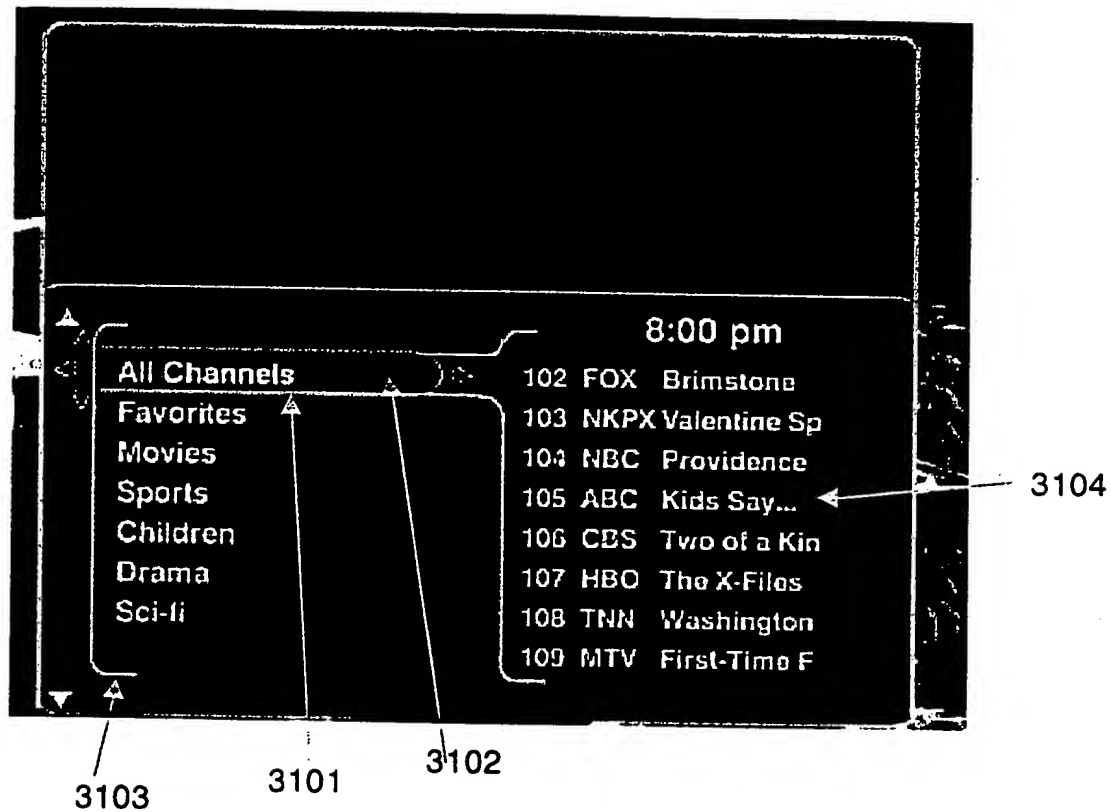 8:00 pm
All Channels
Favorites
Movies
Sports
Children
Drama
Sci-fi
102 FOX Brimstone
103 NKPX Valentine Sp
104 NBC Providence
105 ABC Kids Say...
106 CBS Two of a Kin
107 HBO The X-Files
108 TNN Washington
109 MTV First-Time F
3104
3103
3101
3102